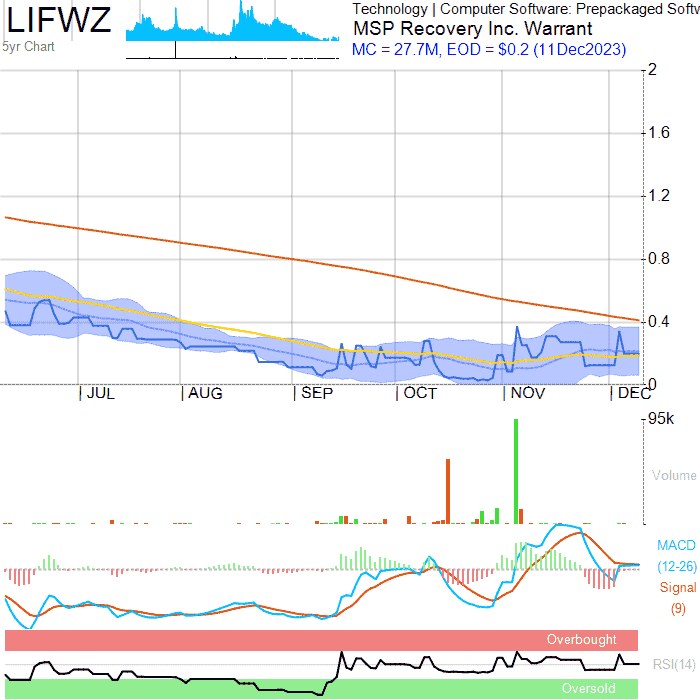 LIFWZ
5yr Chart
Technology | Computer Software: Prepackaged Softw
MSP Recovery Inc. Warrant
MC = 27.7M, EOD = $0.2 (11Dec2023)
2
1.6
1.2
0.8
0.4
0
| JUL | AUG | SEP | OCT | NOV | DEC
95k
Volume
MACD
(12-26)
Signal
(9)
Overbought
RSI(14)
Oversold